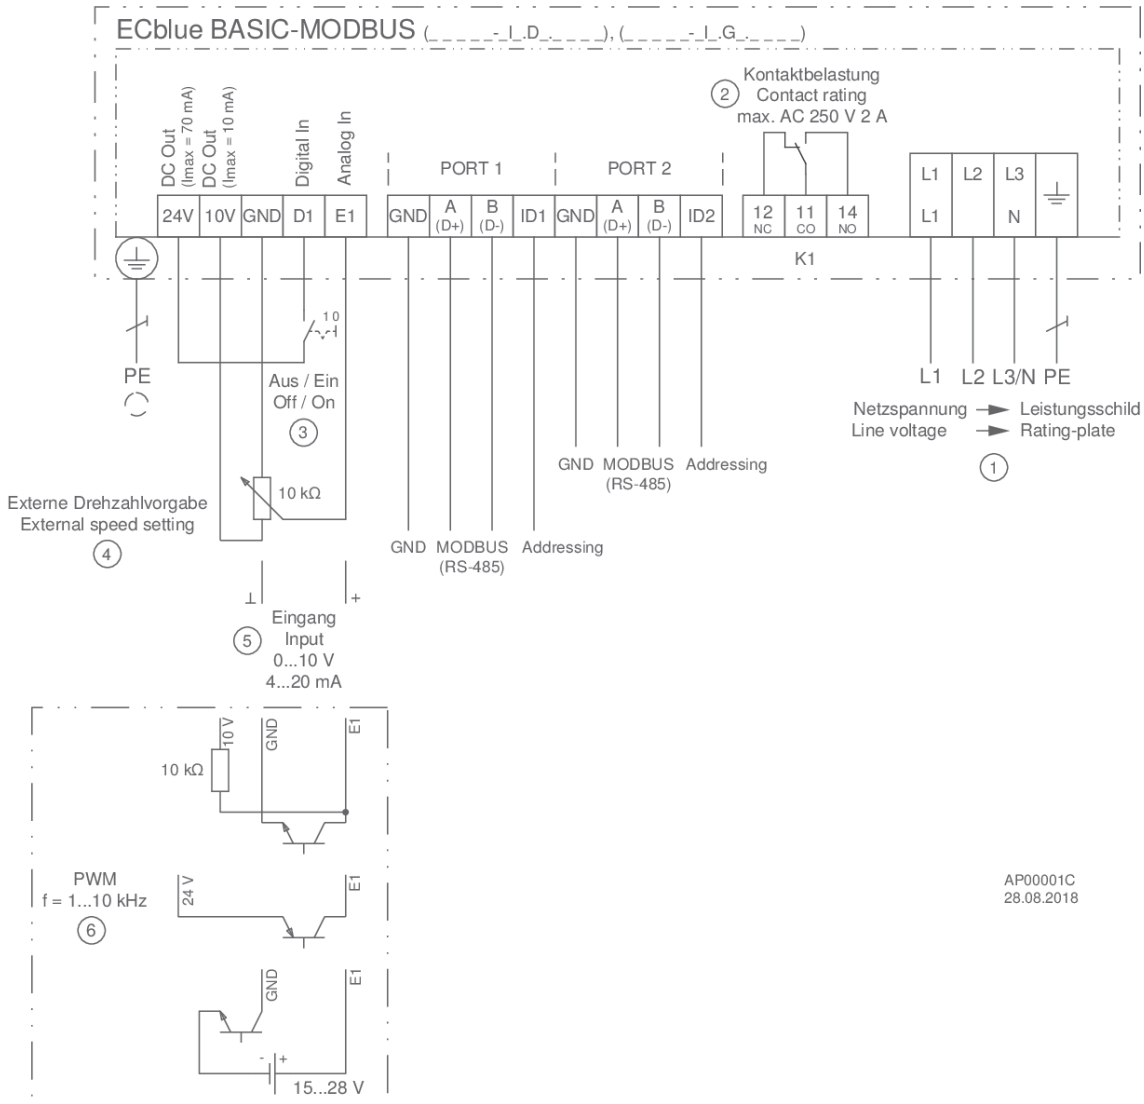 ECblue BASIC-MODBUS (_ _ _ _ _- _I_.D_._ _ _ _), (_ _ _ _ _- _I_.G_._ _ _ _)
DC Out
(Imax = 70 mA)
DC Out
(Imax = 10 mA)
Digital In
Analog In
PORT 1
PORT 2
2
Kontaktbelastung
Contact rating
max. AC 250 V 2 A
24V 10V GND D1 E1
GND A (D+) B (D-) ID1 GND A (D+) B (D-) ID2
12 NC 11 CO 14 NO
K1
L1 L2 L3
L1 N
PE
1 0
Aus / Ein
Off / On
3
L1 L2 L3/N PE
Netzspannung Leistungsschild
Line voltage Rating-plate
1
GND MODBUS Addressing
(RS-485)
Externe Drehzahlvorgabe
External speed setting
4
10 kΩ
GND MODBUS Addressing
(RS-485)
⊥ +
5
Eingang
Input
0...10 V
4...20 mA
10 V
GND
E1
10 kΩ
PWM
f = 1...10 kHz
6
24 V
E1
GND
E1
- +
15...28 V
AP00001C
28.08.2018